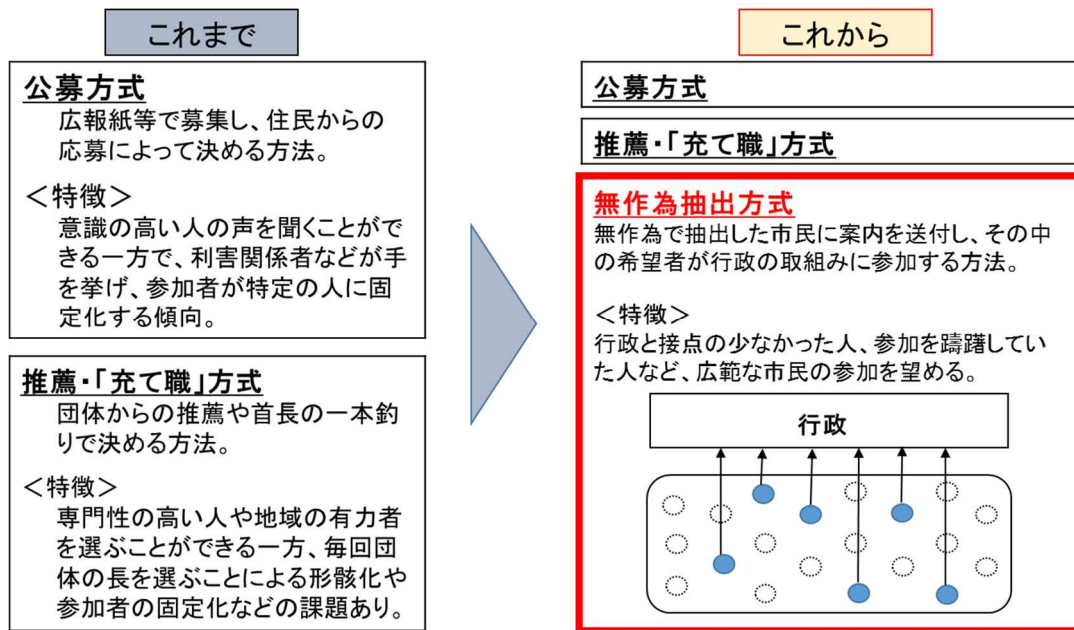 これまで
公募方式
広報紙等で募集し、住民からの
応募によって決める方法。
＜特徴＞
意識の高い人の声を聞くことがで
きる一方で、利害関係者などが手
を挙げ、参加者が特定の人に固
定化する傾向。
推薦・「充て職」方式
団体からの推薦や首長の一本釣
りで決める方法。
＜特徴＞
専門性の高い人や地域の有力者
を選ぶことができる一方、毎回団
体の長を選ぶことによる形骸化や
参加者の固定化などの課題あり。
これから
公募方式
推薦・「充て職」方式
無作為抽出方式
無作為で抽出した市民に案内を送付し、その中
の希望者が行政の取組みに参加する方法。
＜特徴＞
行政と接点の少なかった人、参加を躊躇してい
た人など、広範な市民の参加を望める。
行政